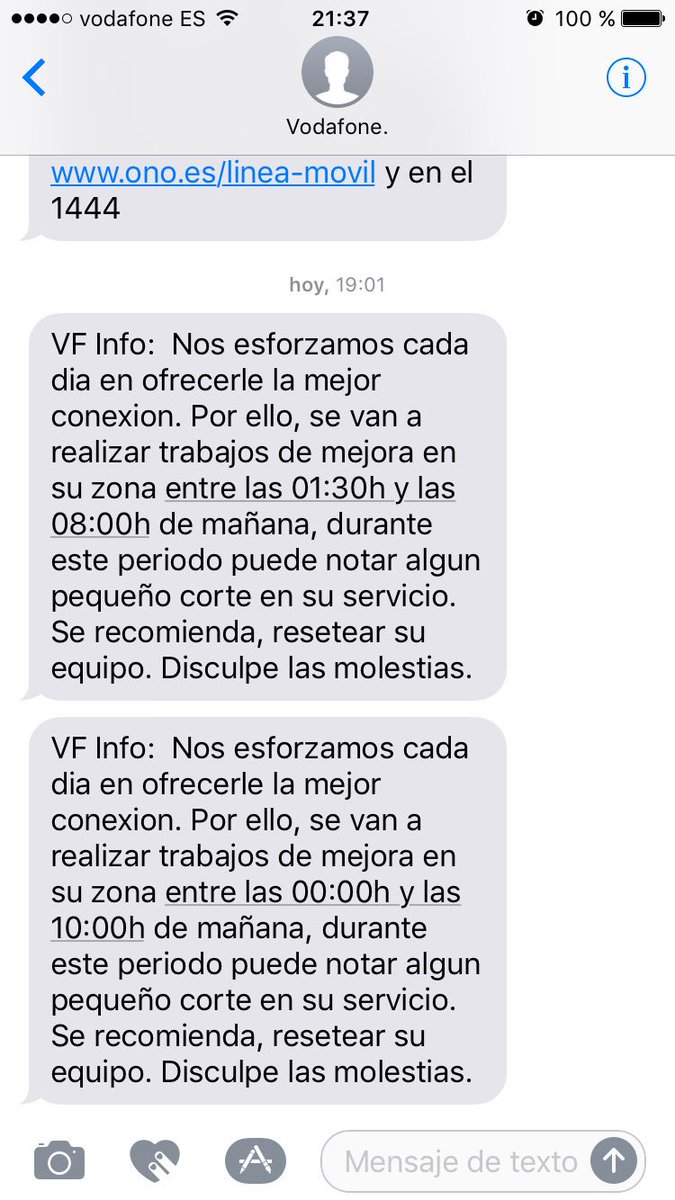 vodafone ES 21:37 100 %
Vodafone.
www.ono.es/linea-movil y en el
1444
hoy, 19:01
VF Info:  Nos esforzamos cada
dia en ofrecerle la mejor
conexion. Por ello, se van a
realizar trabajos de mejora en
su zona entre las 01:30h y las
08:00h de mañana, durante
este periodo puede notar algun
pequeño corte en su servicio.
Se recomienda, resetear su
equipo. Disculpe las molestias.
VF Info:  Nos esforzamos cada
dia en ofrecerle la mejor
conexion. Por ello, se van a
realizar trabajos de mejora en
su zona entre las 00:00h y las
10:00h de mañana, durante
este periodo puede notar algun
pequeño corte en su servicio.
Se recomienda, resetear su
equipo. Disculpe las molestias.
Mensaje de texto